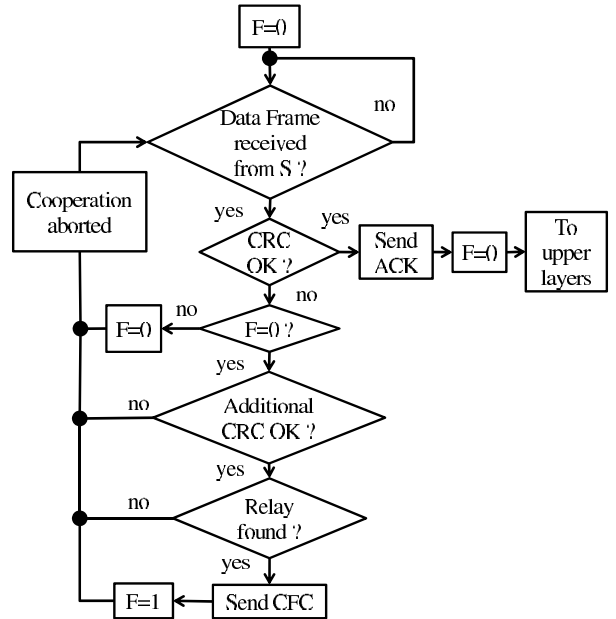 F=0
no
Data Frame
received
from S ?
Cooperation
aborted
yes
yes
CRC
OK ?
Send
ACK
F=0
To
upper
layers
no
no
F=0
F=0 ?
yes
no
Additional
CRC OK ?
yes
no
Relay
found ?
yes
F=1
Send CFC